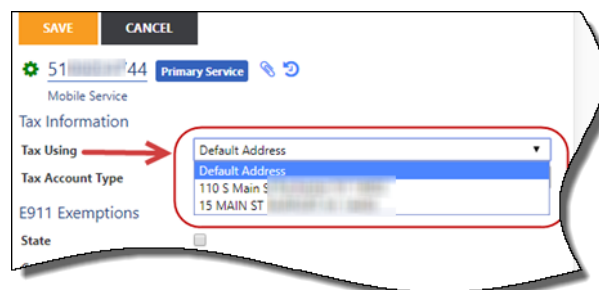 SAVE CANCEL
51 44 Primary Service
Mobile Service
Tax Information
Tax Using Default Address
Default Address
Tax Account Type
110 S Main
15 MAIN ST
E911 Exemptions
State